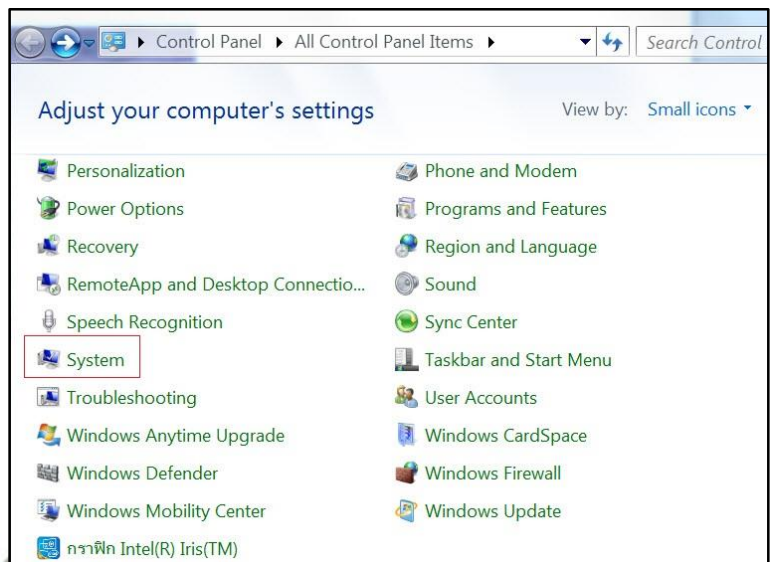 Control Panel All Control Panel Items Search Control
Adjust your computer's settings View by: Small icons
Personalization Phone and Modem
Power Options Programs and Features
Recovery Region and Language
RemoteApp and Desktop Connectio... Sound
Speech Recognition Sync Center
System Taskbar and Start Menu
Troubleshooting User Accounts
Windows Anytime Upgrade Windows CardSpace
Windows Defender Windows Firewall
Windows Mobility Center Windows Update
กราฟิก Intel(R) Iris(TM)